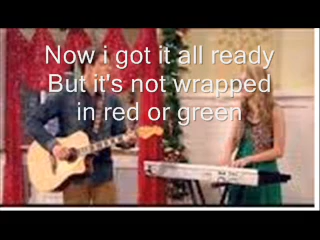 Now i got it all ready
But it's not wrapped
in red or green